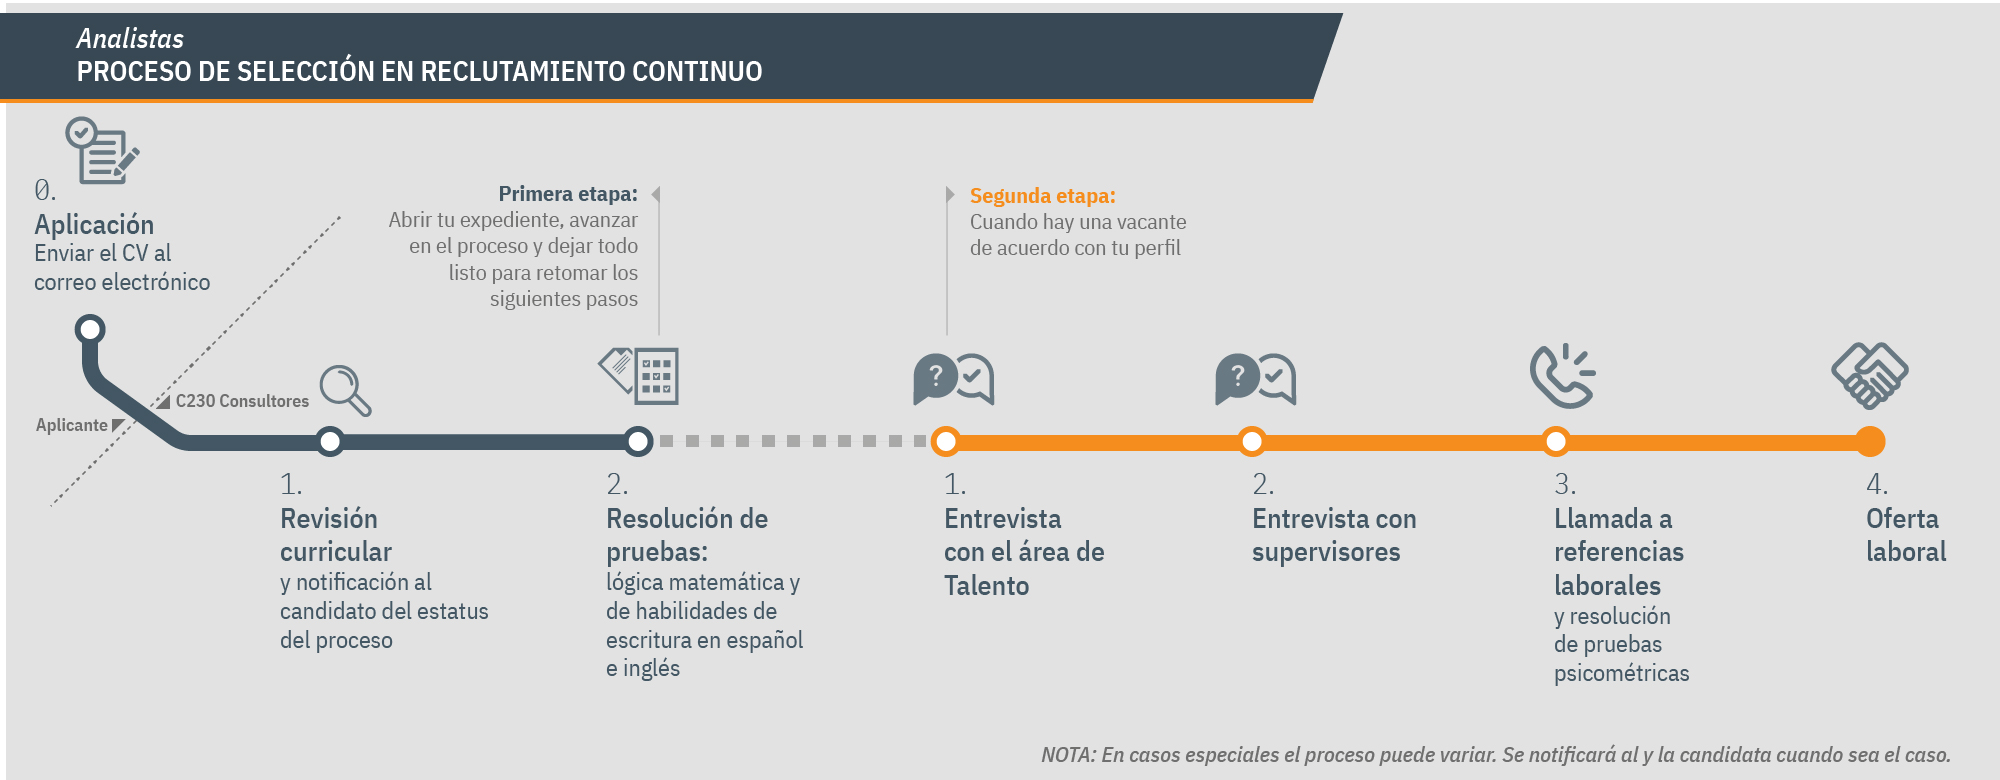 Analistas
PROCESO DE SELECCIÓN EN RECLUTAMIENTO CONTINUO
0.
Aplicación
Enviar el CV al
correo electrónico
Primera etapa:
Abrir tu expediente, avanzar
en el proceso y dejar todo
listo para retomar los
siguientes pasos
Segunda etapa:
Cuando hay una vacante
de acuerdo con tu perfil
C230 Consultores
Aplicante
?
?
1.
Revisión
curricular
y notificación al
candidato del estatus
del proceso
2.
Resolución de
pruebas:
lógica matemática y
de habilidades de
escritura en español
e inglés
1.
Entrevista
con el área de
Talento
2.
Entrevista con
supervisores
3.
Llamada a
referencias
laborales
y resolución
de pruebas
psicométricas
4.
Oferta
laboral
NOTA: En casos especiales el proceso puede variar. Se notificará al y la candidata cuando sea el caso.